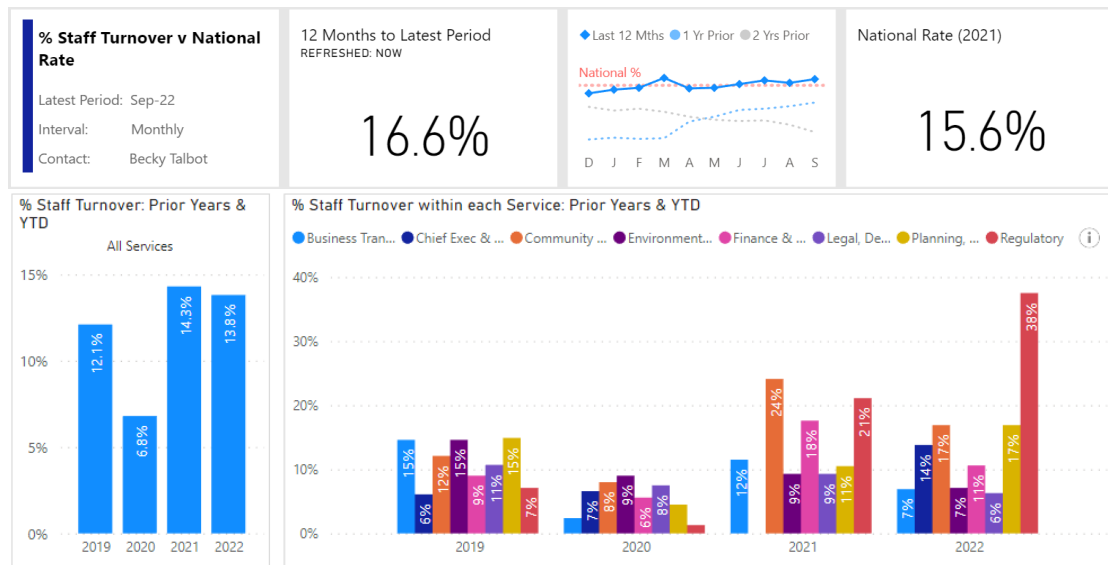 % Staff Turnover v National
Rate
Latest Period: Sep-22
Interval: Monthly
Contact: Becky Talbot
12 Months to Latest Period
REFRESHED: NOW
16.6%
Last 12 Mths 1 Yr Prior 2 Yrs Prior
National %
D J F M A M J J A S
National Rate (2021)
15.6%
% Staff Turnover: Prior Years &
YTD
All Services
15%
10%
5%
0%
12.1%
6.8%
14.3%
13.8%
2019 2020 2021 2022
% Staff Turnover within each Service: Prior Years & YTD
Business Tran... Chief Exec & ... Community ... Environment... Finance & ... Legal, De... Planning, ... Regulatory i
40%
30%
20%
10%
0%
15% 6% 12% 15% 9% 11% 15% 7%
7% 8% 9% 6% 8%
12% 24% 9% 18% 9% 11% 21%
7% 14% 17% 7% 11% 6% 17% 38%
2019 2020 2021 2022